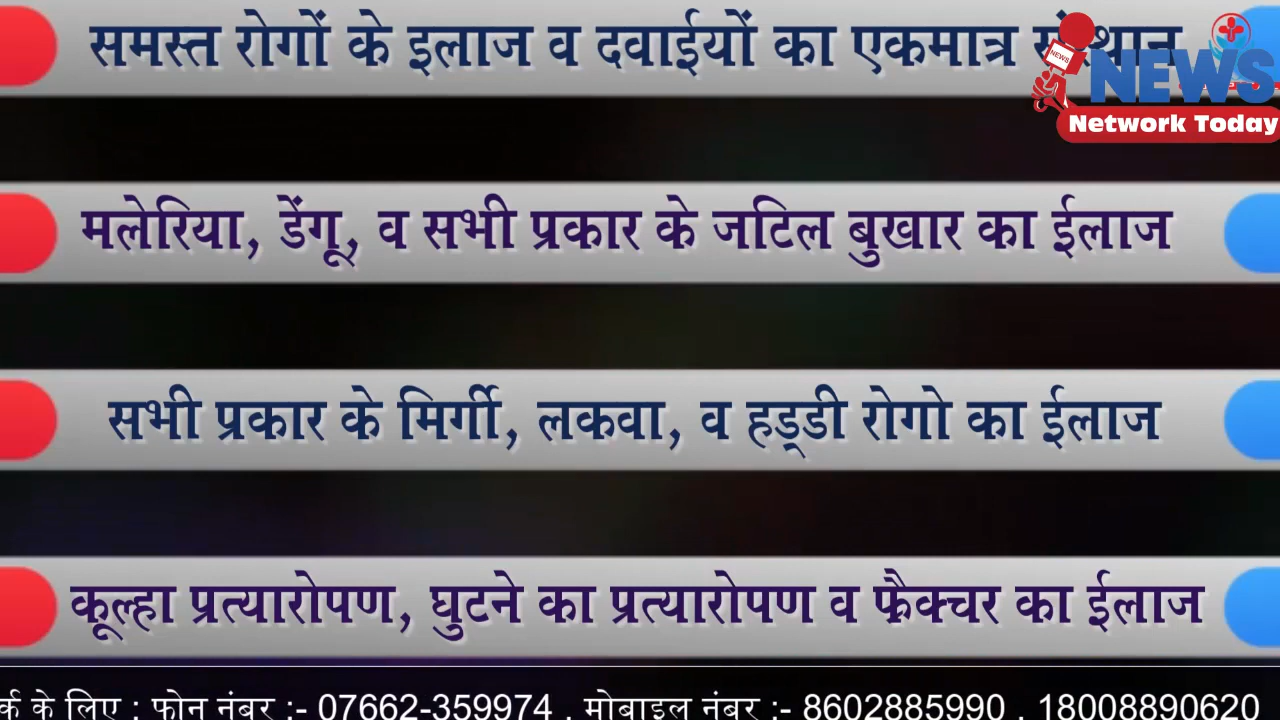 समस्त रोगों के इलाज व दवाईयों का एकमात्र संस्थान
NEWS
NEWS
Network Today
मलेरिया, डेंगू, व सभी प्रकार के जटिल बुखार का ईलाज
सभी प्रकार के मिर्गी, लकवा, व हड्डी रोगो का ईलाज
कूल्हा प्रत्यारोपण, घुटने का प्रत्यारोपण व फ्रैक्चर का ईलाज
के लिए : फोन नंबर :- 07662-359974 , मोबाइल नंबर :- 8602885990 , 18008890620